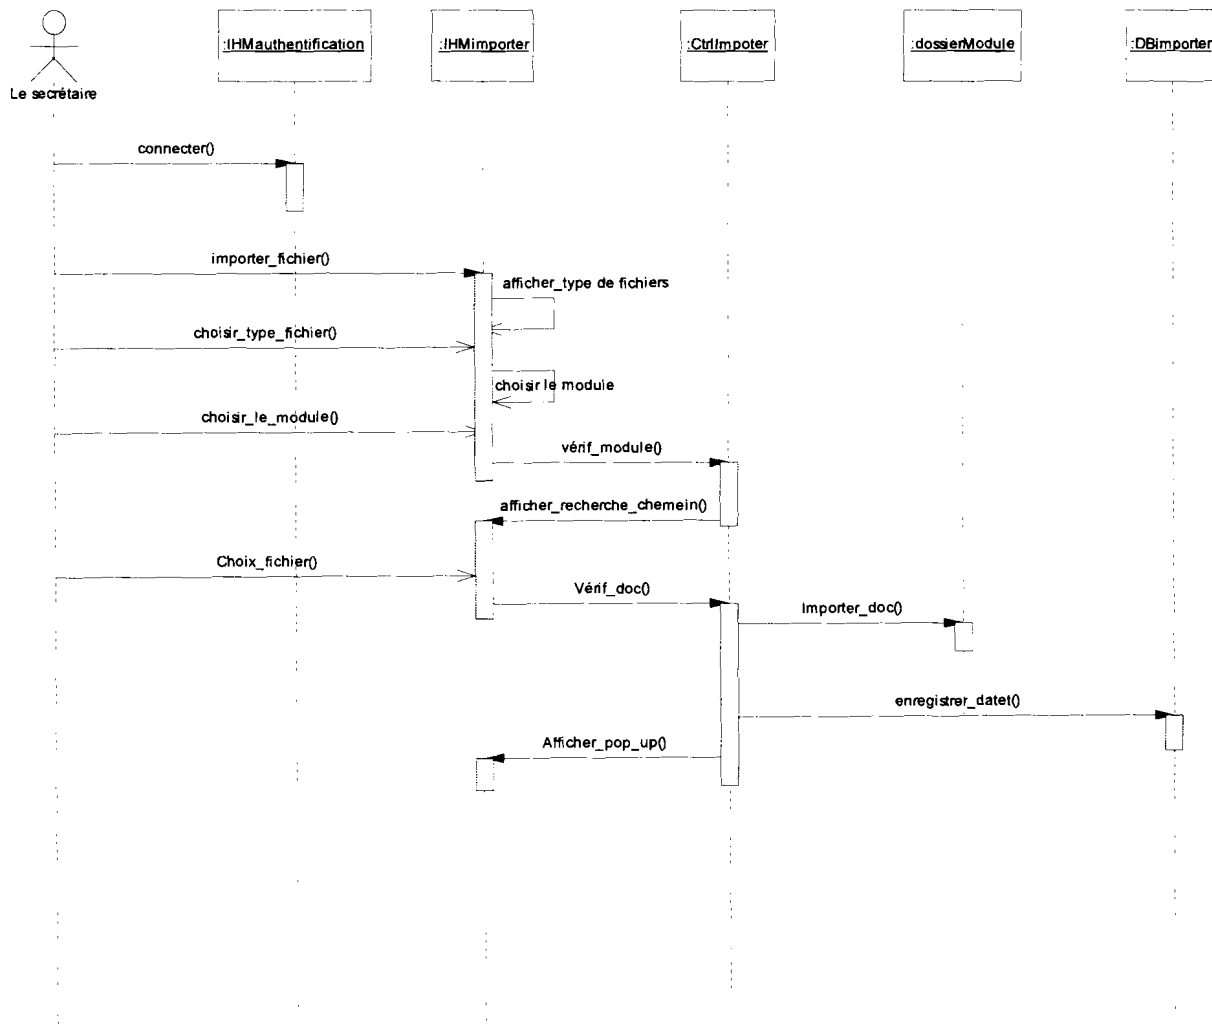 :IHMauthentification
:IHMimporter
:CtrlImpoter
:dossierModule
:DBimporter
Le secrétaire
connecter()
importer_fichier()
afficher_type de fichiers
choisir_type_fichier()
choisir le module
choisir_le_module()
vérif_module()
afficher_recherche_chemein()
Choix_fichier()
Vérif_doc()
Importer_doc()
enregistrer_datet()
Afficher_pop_up()